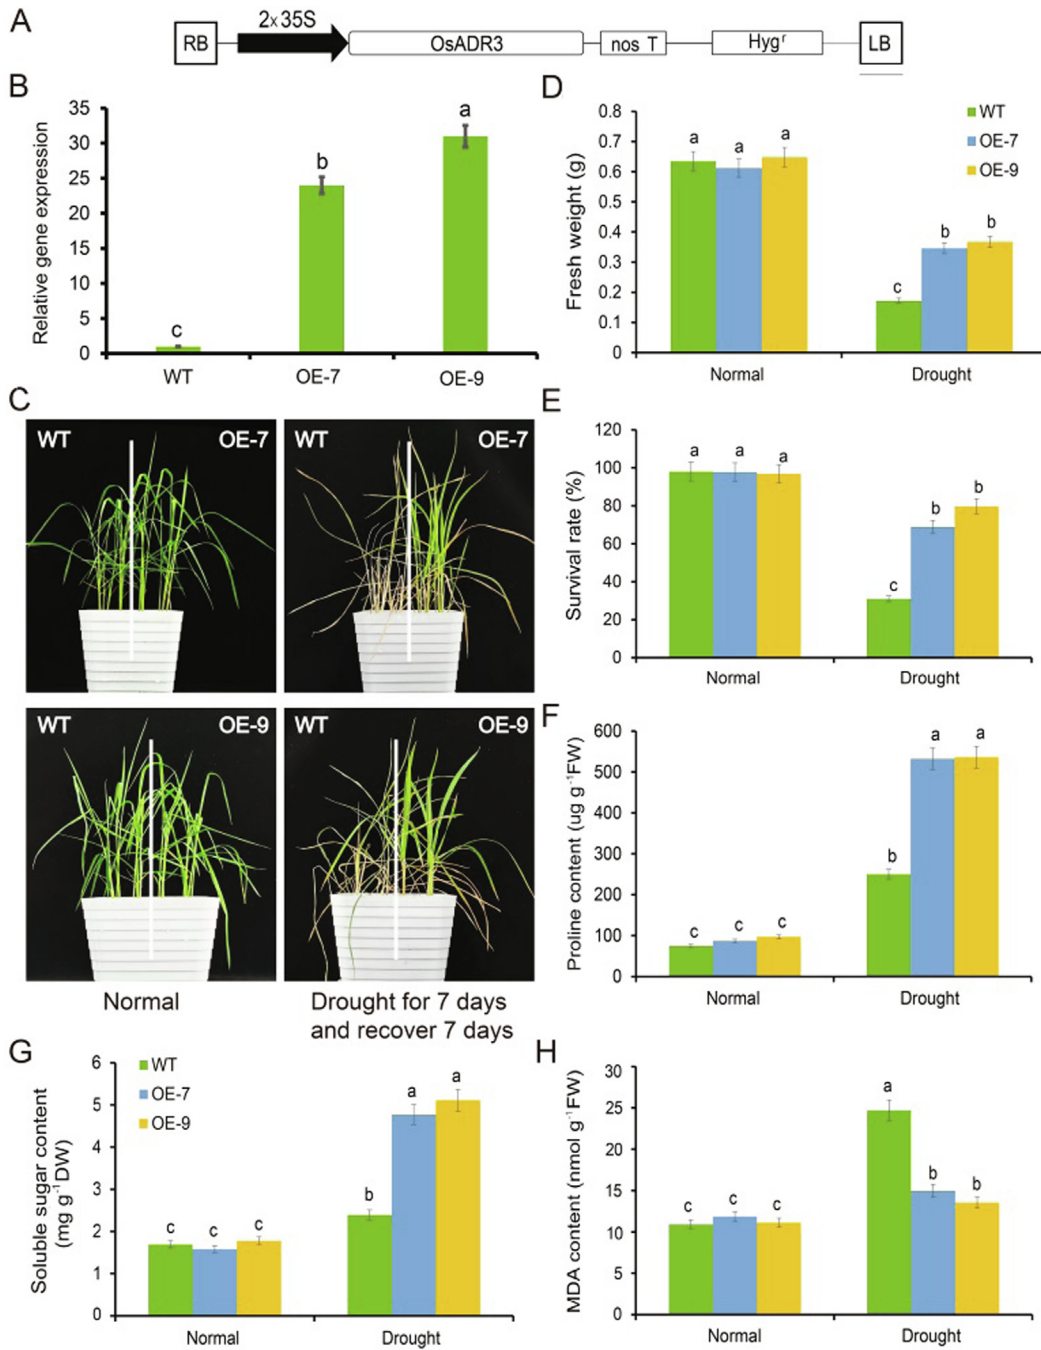 A
2×35S
RB
OsADR3
nos T
Hygʳ
LB
B
Relative gene expression
35
30
25
20
15
10
5
0
c
b
a
WT
OE-7
OE-9
D
WT
OE-7
OE-9
Fresh weight (g)
0.8
0.7
0.6
0.5
0.4
0.3
0.2
0.1
0
a
a
a
c
b
b
Normal
Drought
C
WT
OE-7
WT
OE-7
WT
OE-9
WT
OE-9
Normal
Drought for 7 days
and recover 7 days
E
Survival rate (%)
120
100
80
60
40
20
0
a
a
a
c
b
b
Normal
Drought
F
Proline content (ug g⁻¹FW)
600
500
400
300
200
100
0
c
c
c
b
a
a
Normal
Drought
G
WT
OE-7
OE-9
Soluble sugar content
(mg g⁻¹DW)
6
5
4
3
2
1
0
c
c
c
b
a
a
Normal
Drought
H
MDA content (nmol g⁻¹FW)
30
25
20
15
10
5
0
c
c
c
a
b
b
Normal
Drought